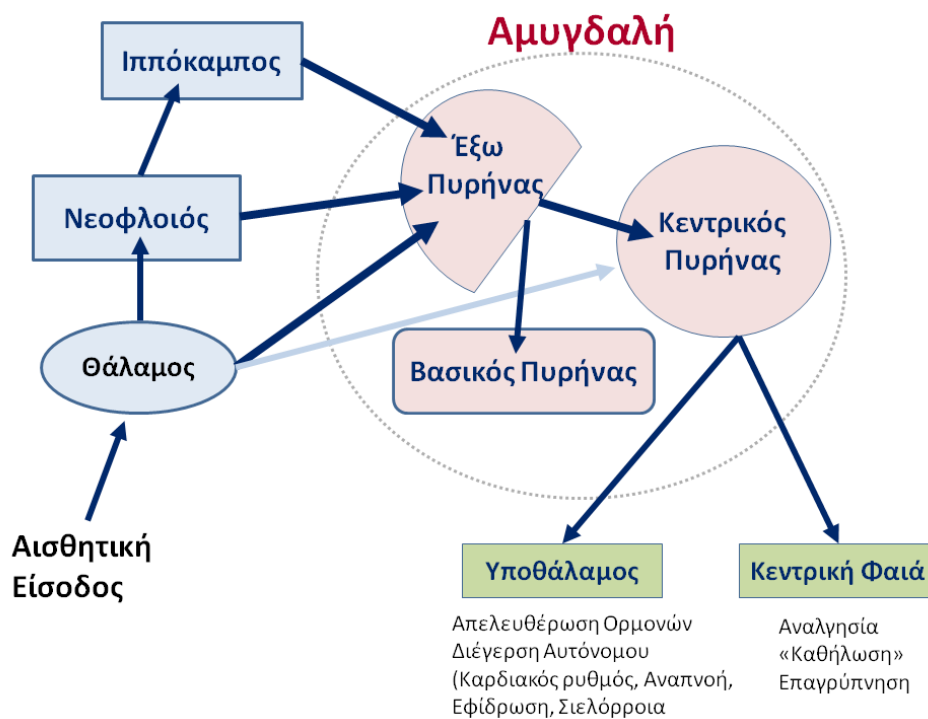 Αμυγδαλή
Ιππόκαμπος
Έξω
Πυρήνας
Νεοφλοιός
Κεντρικός
Πυρήνας
Θάλαμος
Βασικός Πυρήνας
Αισθητική
Είσοδος
Υποθάλαμος
Κεντρική Φαιά
Απελευθέρωση Ορμονών
Διέγερση Αυτόνομου
(Καρδιακός ρυθμός, Αναπνοή,
Εφίδρωση, Σιελόρροια
Αναλγησία
«Καθήλωση»
Επαγρύπνηση